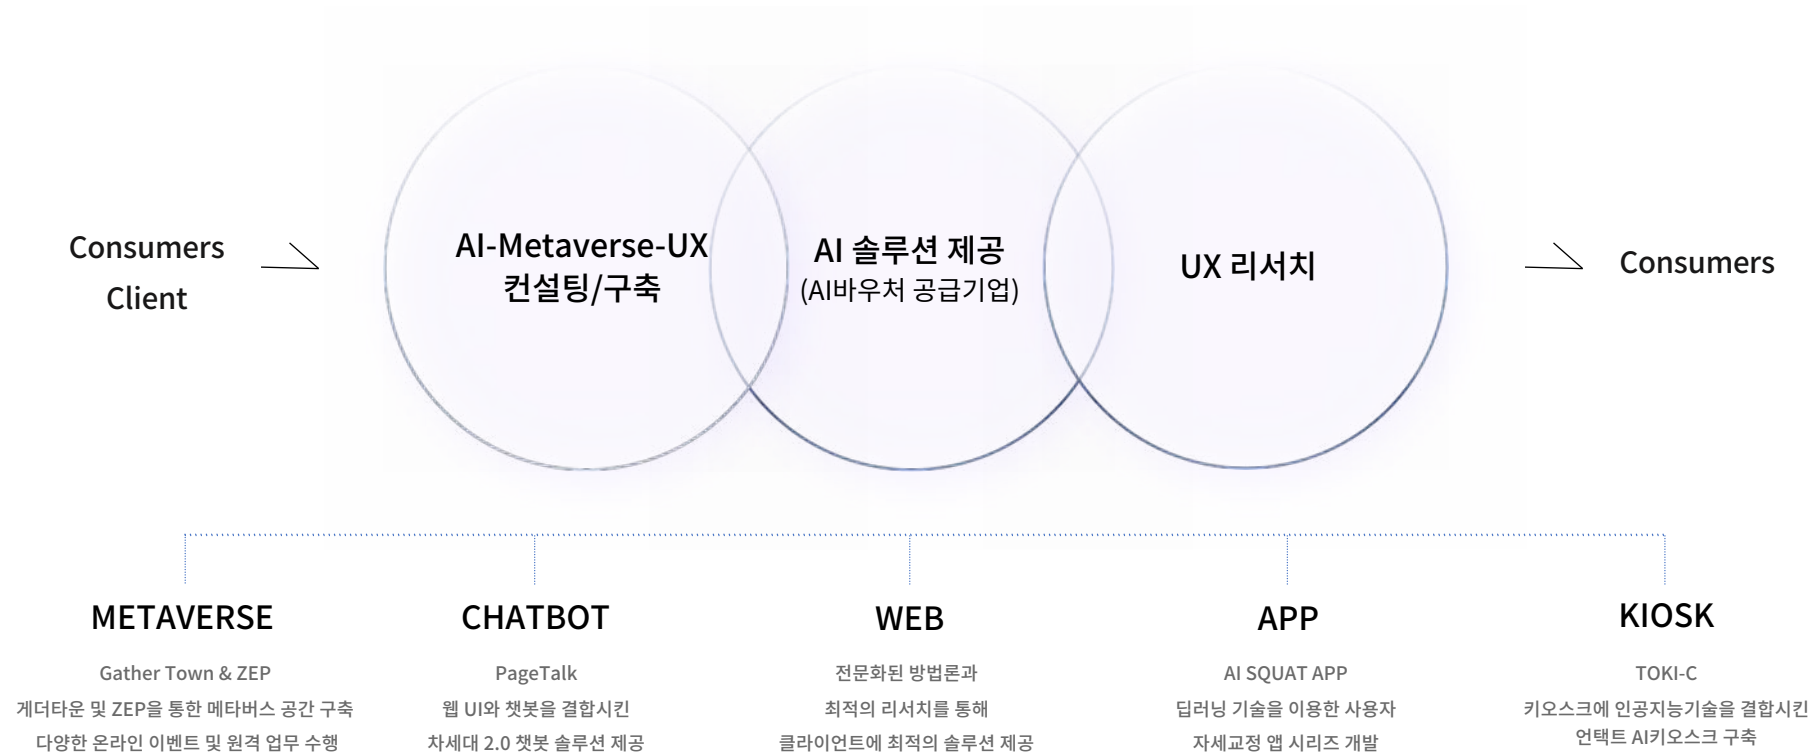 Consumers
Client
AI-Metaverse-UX
컨설팅/구축
AI 솔루션 제공
(AI바우처 공급기업)
UX 리서치
Consumers
METAVERSE
Gather Town & ZEP
게더타운 및 ZEP을 통한 메타버스 공간 구축
다양한 온라인 이벤트 및 원격 업무 수행
CHATBOT
PageTalk
웹 UI와 챗봇을 결합시킨
차세대 2.0 챗봇 솔루션 제공
WEB
전문화된 방법론과
최적의 리서치를 통해
클라이언트에 최적의 솔루션 제공
APP
AI SQUAT APP
딥러닝 기술을 이용한 사용자
자세교정 앱 시리즈 개발
KIOSK
TOKI-C
키오스크에 인공지능기술을 결합시킨
언택트 AI키오스크 구축